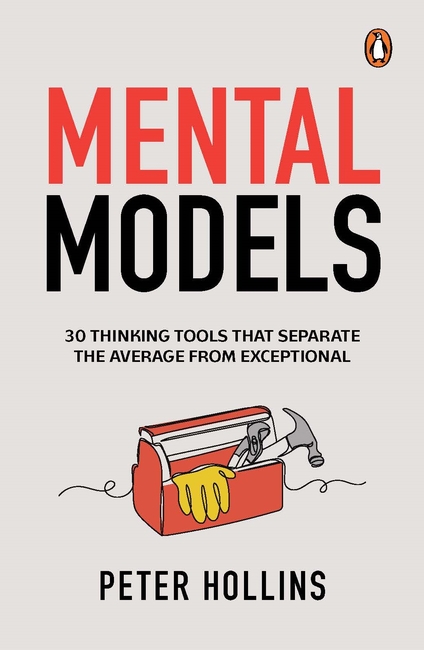 MENTAL
MODELS
30 THINKING TOOLS THAT SEPARATE
THE AVERAGE FROM EXCEPTIONAL
PETER HOLLINS